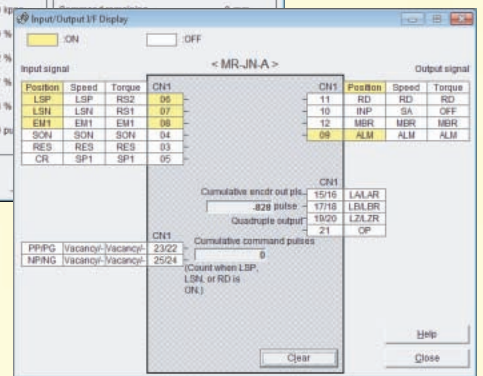 Input/Output I/F Display
:ON :OFF
< MR-JN-A >
Input signal Output signal
Position Speed Torque CN1 CN1 Position Speed Torque
LSP LSP RS2 06 11 RD RD RD
LSN LSN RS1 07 10 INP SA OFF
EM1 EM1 EM1 08 12 MBR MBR MBR
SON SON SON 04 09 ALM ALM ALM
RES RES RES 03
CR SP1 SP1 05
CN1
Cumulative encdr out pls. 15/16 LA/LAR
-828 pulse 17/18 LB/LBR
Quadruple output 19/20 LZ/LZR
21 OP
CN1
Cumulative command pulses
PP/PG Vacancy/- Vacancy/- 23/22 0
NP/NG Vacancy/- Vacancy/- 25/24
(Count when LSP,
LSN, or RD is
ON.)
Help
Clear Close